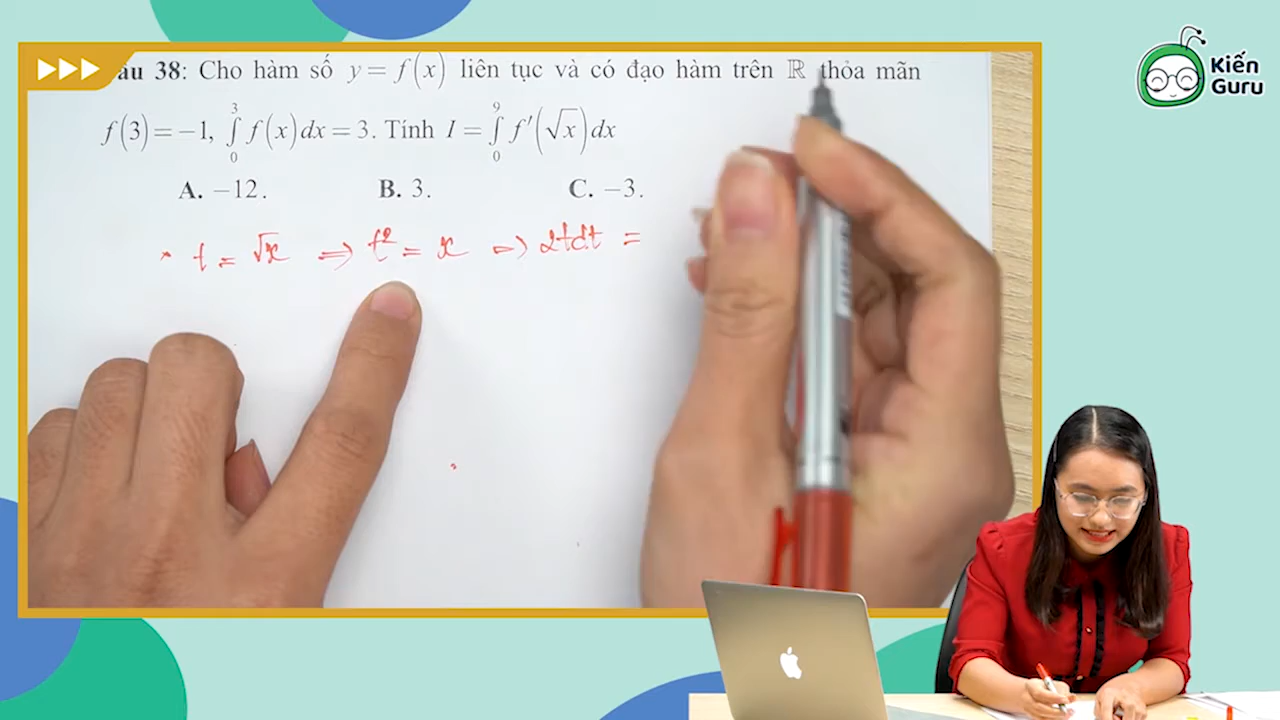 âu 38: Cho hàm số y = f(x) liên tục và có đạo hàm trên ℝ thỏa mãn
f(3) = −1, ∫₀³ f(x)dx = 3. Tính I = ∫₀⁹ f′(√x)dx
A. −12. B. 3. C. −3.
t = √x ⇒ t² = x ⇒ 2tdt =
Kiến
Guru